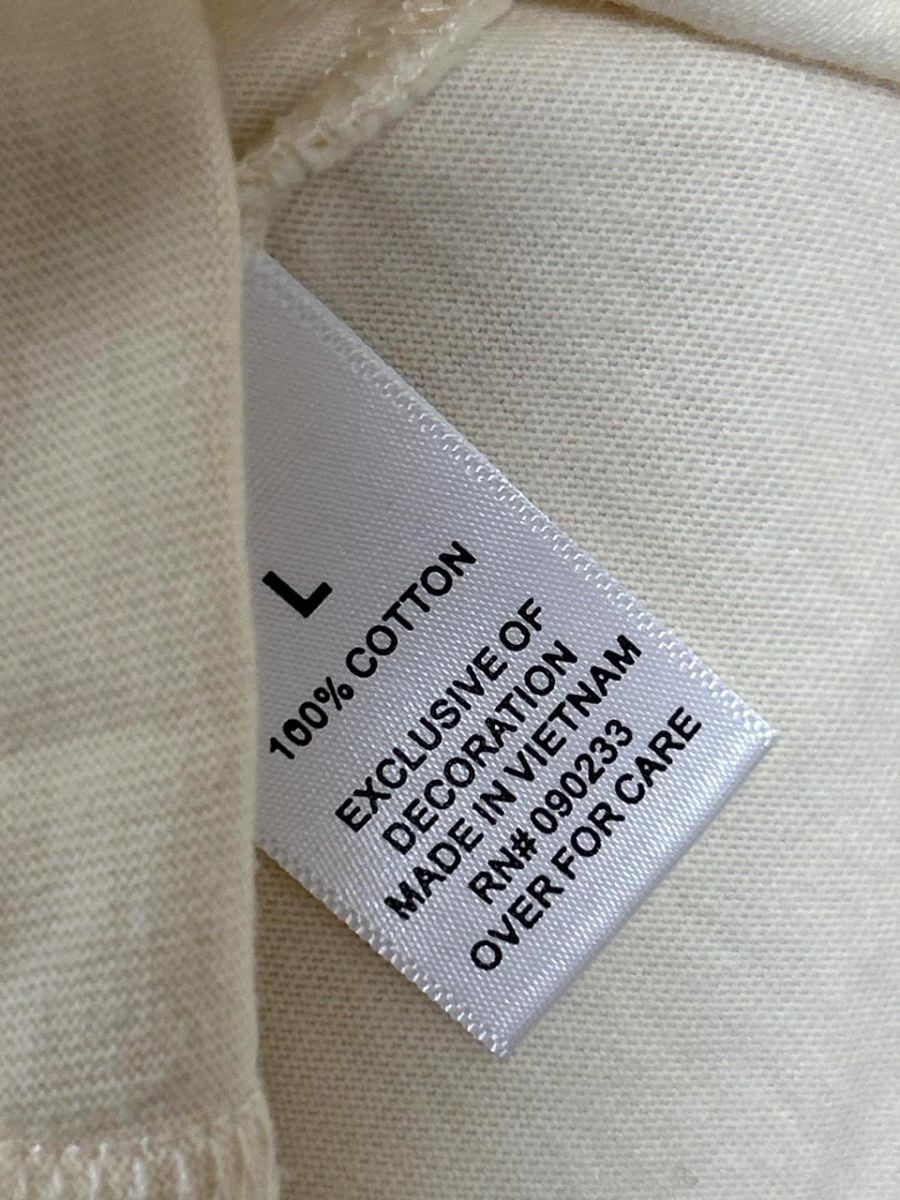 L
100% COTTON
EXCLUSIVE OF
DECORATION
MADE IN VIETNAM
RN# 090233
OVER FOR CARE